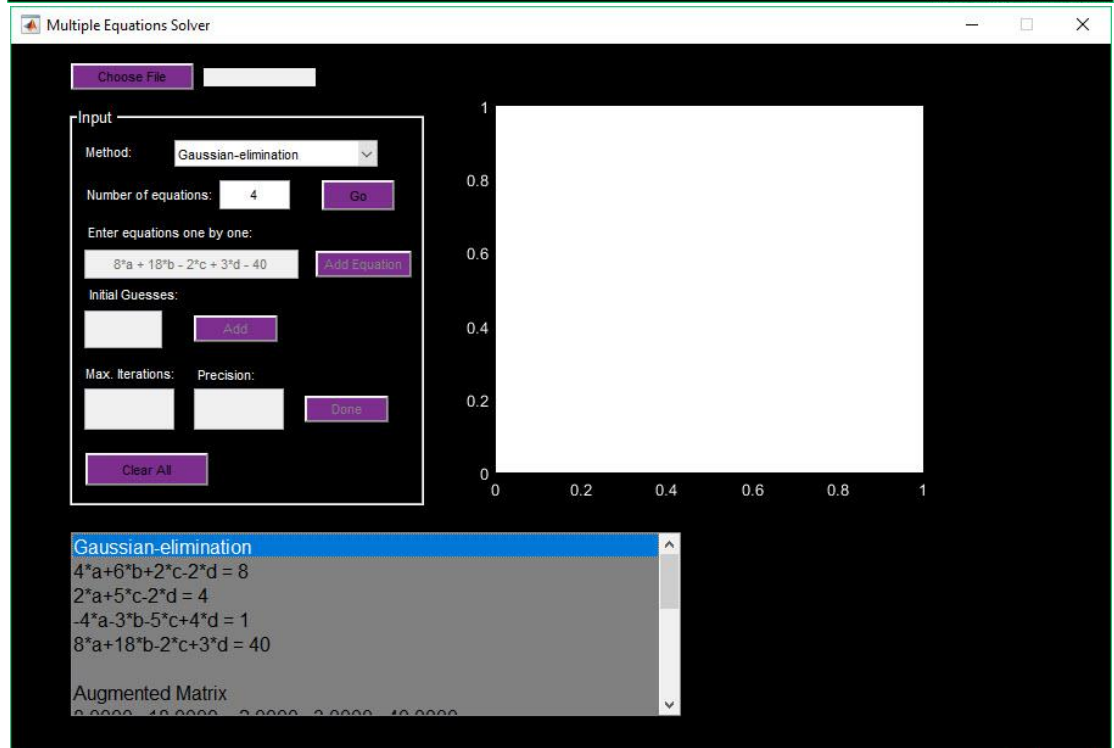 Multiple Equations Solver
Choose File
Input
Method: Gaussian-elimination
Number of equations: 4 Go
Enter equations one by one:
8*a + 18*b - 2*c + 3*d - 40 Add Equation
Initial Guesses:
Add
Max. Iterations: Precision:
Done
Clear All
1
0.8
0.6
0.4
0.2
0
0 0.2 0.4 0.6 0.8 1
Gaussian-elimination
4*a+6*b+2*c-2*d = 8
2*a+5*c-2*d = 4
-4*a-3*b-5*c+4*d = 1
8*a+18*b-2*c+3*d = 40
Augmented Matrix